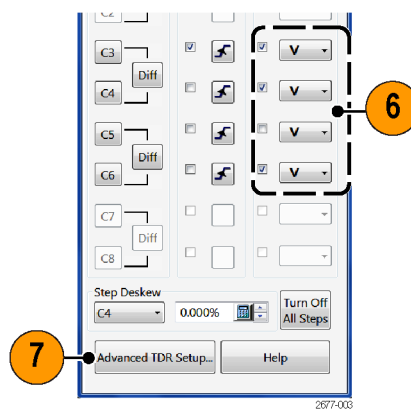 C3
V
Diff
C4
V
6
C5
V
Diff
C6
V
C7
Diff
C8
Step Deskew
C4
0.000%
Turn Off
All Steps
7
Advanced TDR Setup...
Help
2677-003